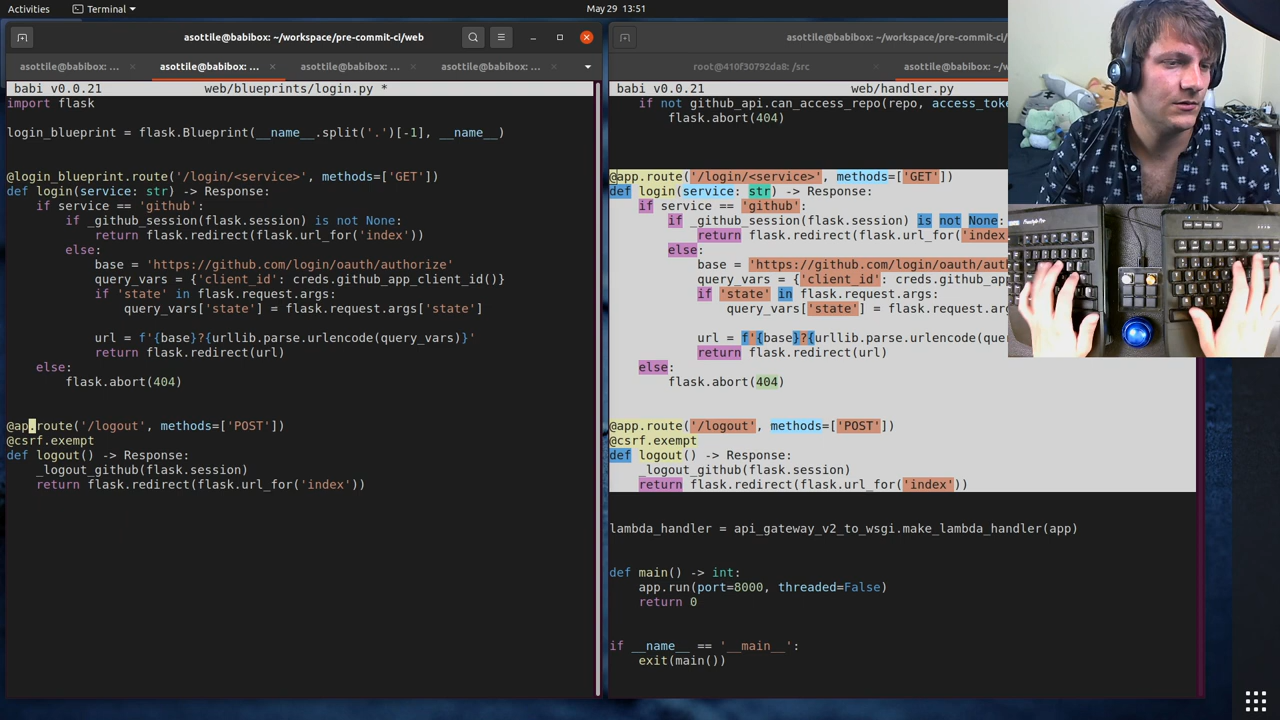 Activities
Terminal
May 29 13:51
asottile@babibox: ~/workspace/pre-commit-ci/web
asottile@babibox: ~/workspace/pre-commit-ci/
asottile@babibox: ~...
asottile@babibox: ~...
asottile@babibox: ~...
asottile@babibox: ~...
root@410f30792da8: /src
asottile@babibox: ~/w
babi v0.0.21 web/blueprints/login.py *
import flask
login_blueprint = flask.Blueprint(__name__.split('.')[-1], __name__)
@login_blueprint.route('/login/<service>', methods=['GET'])
def login(service: str) -> Response:
if service == 'github':
if _github_session(flask.session) is not None:
return flask.redirect(flask.url_for('index'))
else:
base = 'https://github.com/login/oauth/authorize'
query_vars = {'client_id': creds.github_app_client_id()}
if 'state' in flask.request.args:
query_vars['state'] = flask.request.args['state']
url = f'{base}?{urllib.parse.urlencode(query_vars)}'
return flask.redirect(url)
else:
flask.abort(404)
@ap.route('/logout', methods=['POST'])
@csrf.exempt
def logout() -> Response:
_logout_github(flask.session)
return flask.redirect(flask.url_for('index'))
babi v0.0.21 web/handler.py
if not github_api.can_access_repo(repo, access_tok
flask.abort(404)
@app.route('/login/<service>', methods=['GET'])
def login(service: str) -> Response:
if service == 'github':
if _github_session(flask.session) is not None:
return flask.redirect(flask.url_for('index
else:
base = 'https://github.com/login/oauth/auth
query_vars = {'client_id': creds.github_app
if 'state' in flask.request.args:
query_vars['state'] = flask.request.arg
url = f'{base}?{urllib.parse.urlencode(que
return flask.redirect(url)
else:
flask.abort(404)
@app.route('/logout', methods=['POST'])
@csrf.exempt
def logout() -> Response:
_logout_github(flask.session)
return flask.redirect(flask.url_for('index'))
lambda_handler = api_gateway_v2_to_wsgi.make_lambda_handler(app)
def main() -> int:
app.run(port=8000, threaded=False)
return 0
if __name__ == '__main__':
exit(main())